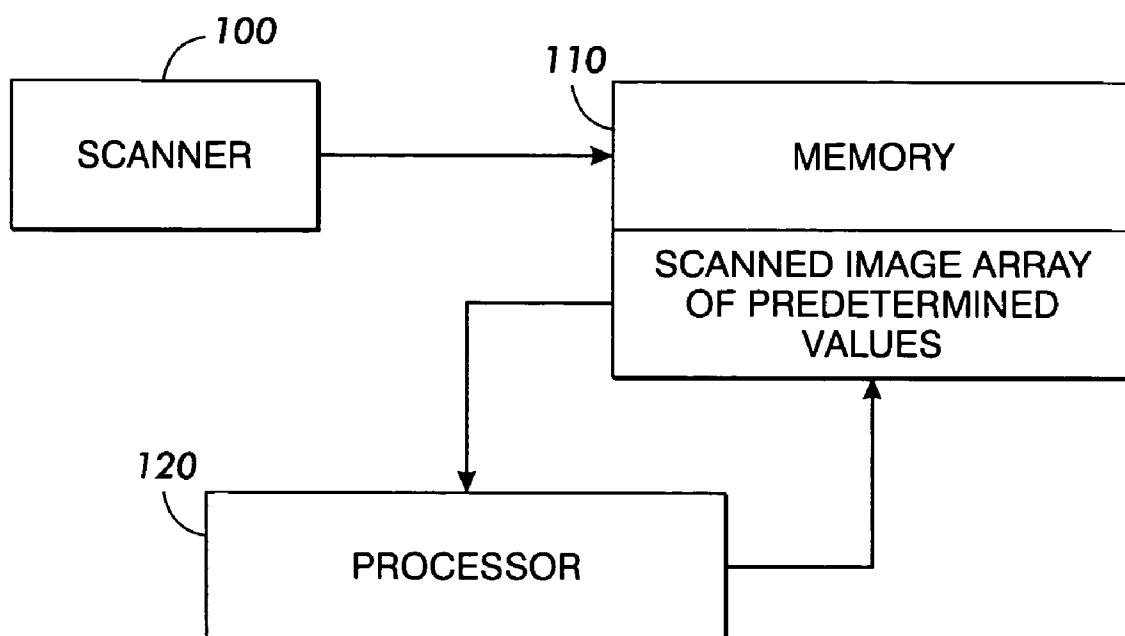 100
110
SCANNER
MEMORY
SCANNED IMAGE ARRAY
OF PREDETERMINED
VALUES
120
PROCESSOR